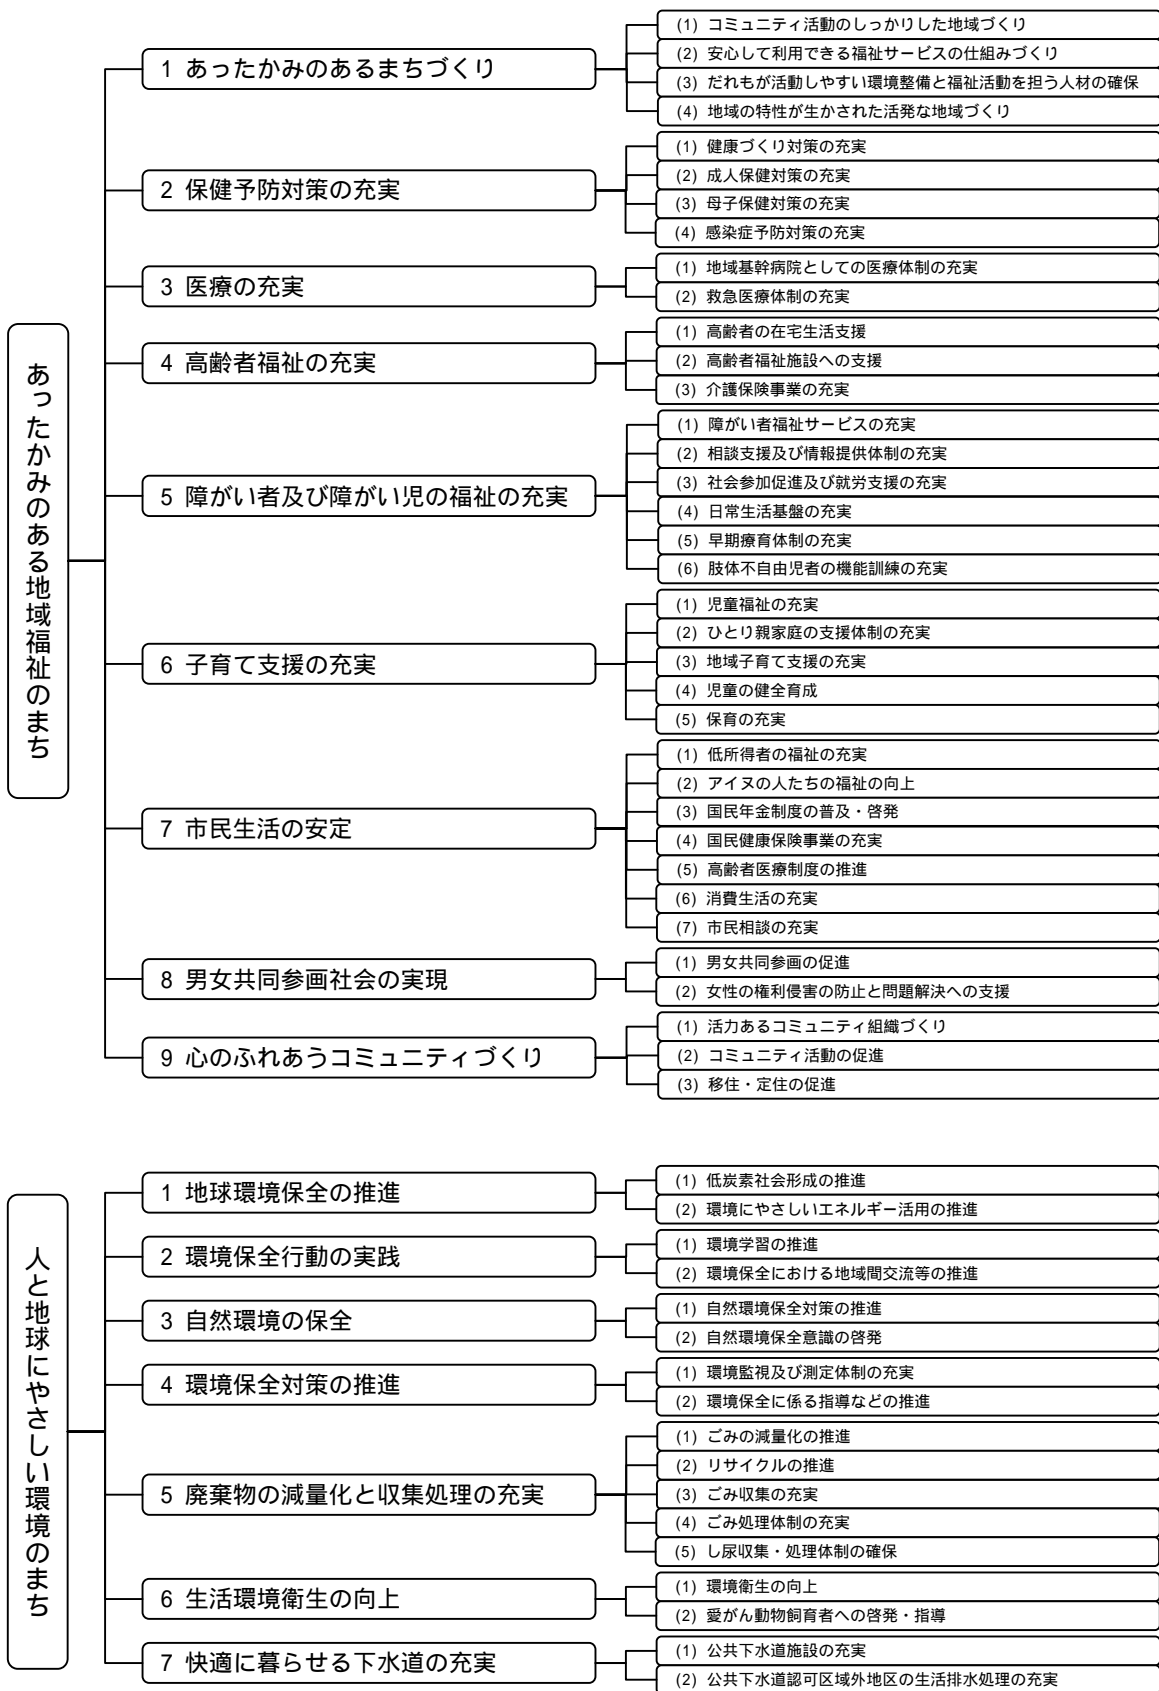 あったかみのある地域福祉のまち
1 あったかみのあるまちづくり
(1) コミュニティ活動のしっかりした地域づくり
(2) 安心して利用できる福祉サービスの仕組みづくり
(3) だれもが活動しやすい環境整備と福祉活動を担う人材の確保
(4) 地域の特性が生かされた活発な地域づくり
2 保健予防対策の充実
(1) 健康づくり対策の充実
(2) 成人保健対策の充実
(3) 母子保健対策の充実
(4) 感染症予防対策の充実
3 医療の充実
(1) 地域基幹病院としての医療体制の充実
(2) 救急医療体制の充実
4 高齢者福祉の充実
(1) 高齢者の在宅生活支援
(2) 高齢者福祉施設への支援
(3) 介護保険事業の充実
5 障がい者及び障がい児の福祉の充実
(1) 障がい者福祉サービスの充実
(2) 相談支援及び情報提供体制の充実
(3) 社会参加促進及び就労支援の充実
(4) 日常生活基盤の充実
(5) 早期療育体制の充実
(6) 肢体不自由児者の機能訓練の充実
6 子育て支援の充実
(1) 児童福祉の充実
(2) ひとり親家庭の支援体制の充実
(3) 地域子育て支援の充実
(4) 児童の健全育成
(5) 保育の充実
7 市民生活の安定
(1) 低所得者の福祉の充実
(2) アイヌの人たちの福祉の向上
(3) 国民年金制度の普及・啓発
(4) 国民健康保険事業の充実
(5) 高齢者医療制度の推進
(6) 消費生活の充実
(7) 市民相談の充実
8 男女共同参画社会の実現
(1) 男女共同参画の促進
(2) 女性の権利侵害の防止と問題解決への支援
9 心のふれあうコミュニティづくり
(1) 活力あるコミュニティ組織づくり
(2) コミュニティ活動の促進
(3) 移住・定住の促進
人と地球にやさしい環境のまち
1 地球環境保全の推進
(1) 低炭素社会形成の推進
(2) 環境にやさしいエネルギー活用の推進
2 環境保全行動の実践
(1) 環境学習の推進
(2) 環境保全における地域間交流等の推進
3 自然環境の保全
(1) 自然環境保全対策の推進
(2) 自然環境保全意識の啓発
4 環境保全対策の推進
(1) 環境監視及び測定体制の充実
(2) 環境保全に係る指導などの推進
5 廃棄物の減量化と収集処理の充実
(1) ごみの減量化の推進
(2) リサイクルの推進
(3) ごみ収集の充実
(4) ごみ処理体制の充実
(5) し尿収集・処理体制の確保
6 生活環境衛生の向上
(1) 環境衛生の向上
(2) 愛がん動物飼育者への啓発・指導
7 快適に暮らせる下水道の充実
(1) 公共下水道施設の充実
(2) 公共下水道認可区域外地区の生活排水処理の充実